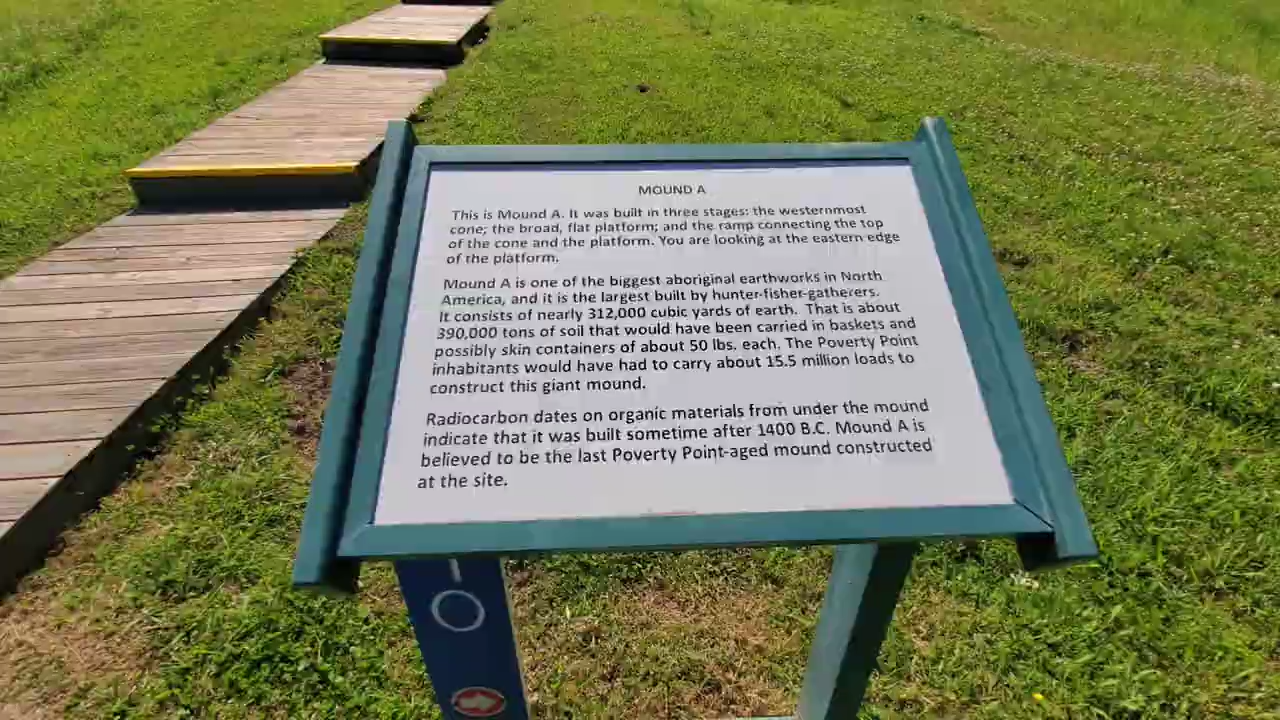 MOUND A
This is Mound A. It was built in three stages: the westernmost
cone; the broad, flat platform; and the ramp connecting the top
of the cone and the platform. You are looking at the eastern edge
of the platform.
Mound A is one of the biggest aboriginal earthworks in North
America, and it is the largest built by hunter-fisher-gatherers.
It consists of nearly 312,000 cubic yards of earth. That is about
390,000 tons of soil that would have been carried in baskets and
possibly skin containers of about 50 lbs. each. The Poverty Point
inhabitants would have had to carry about 15.5 million loads to
construct this giant mound.
Radiocarbon dates on organic materials from under the mound
indicate that it was built sometime after 1400 B.C. Mound A is
believed to be the last Poverty Point-aged mound constructed
at the site.